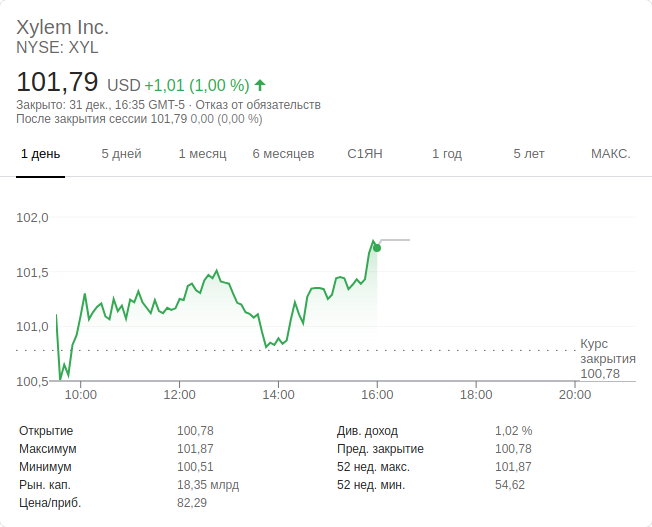 Xylem Inc.
NYSE: XYL
101,79 USD +1,01 (1,00 %)
Закрыто: 31 дек., 16:35 GMT-5 · Отказ от обязательств
После закрытия сессии 101,79 0,00 (0,00 %)
1 день 5 дней 1 месяц 6 месяцев С1ЯН 1 год 5 лет МАКС.
102,0
101,5
101,0
Курс
закрытия
100,78
100,5
10:00 12:00 14:00 16:00 18:00 20:00
Открытие 100,78 Див. доход 1,02 %
Максимум 101,87 Пред. закрытие 100,78
Минимум 100,51 52 нед. макс. 101,87
Рын. кап. 18,35 млрд 52 нед. мин. 54,62
Цена/приб. 82,29